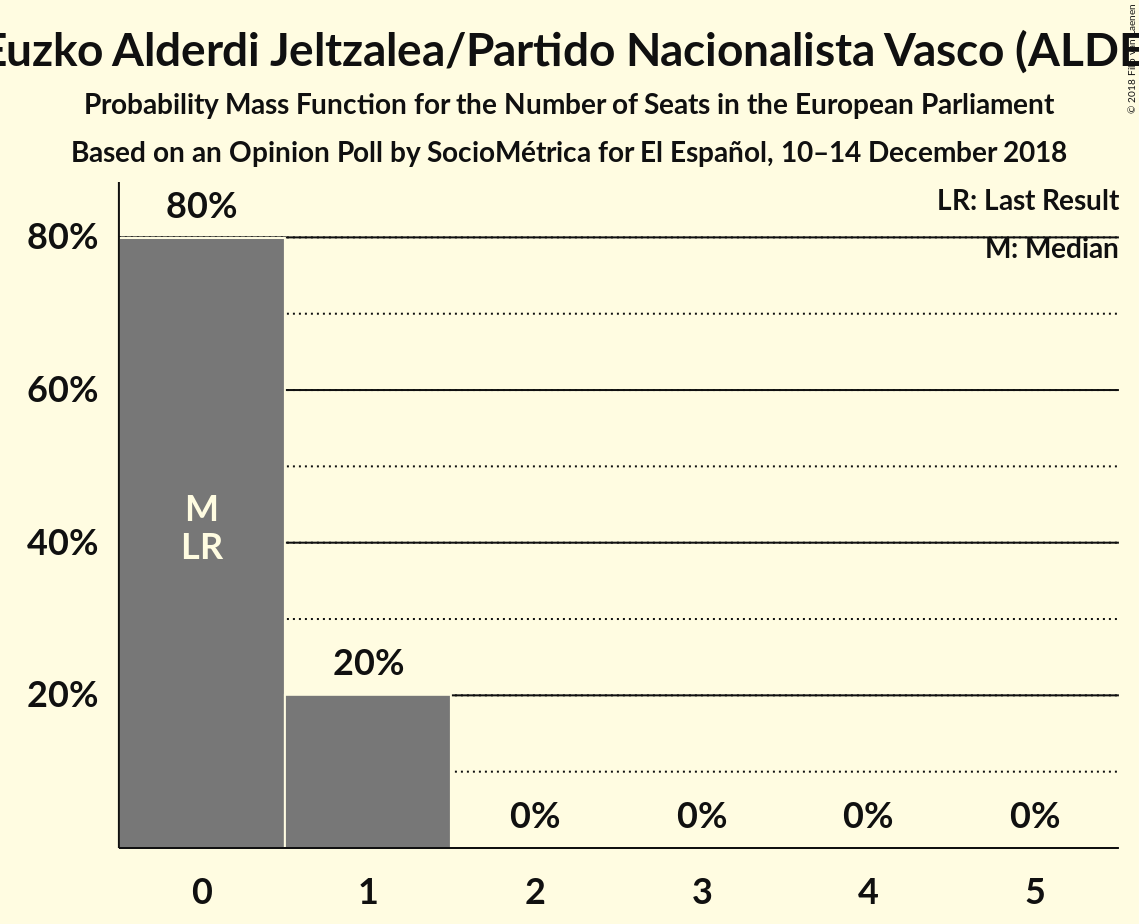 Euzko Alderdi Jeltzalea/Partido Nacionalista Vasco (ALDE
Probability Mass Function for the Number of Seats in the European Parliament
Based on an Opinion Poll by SocioMétrica for El Español, 10–14 December 2018
© 2018
LR: Last Result
M: Median
80%
80%
60%
40%
20%
M
LR
20%
0%
0%
0%
0%
0
1
2
3
4
5